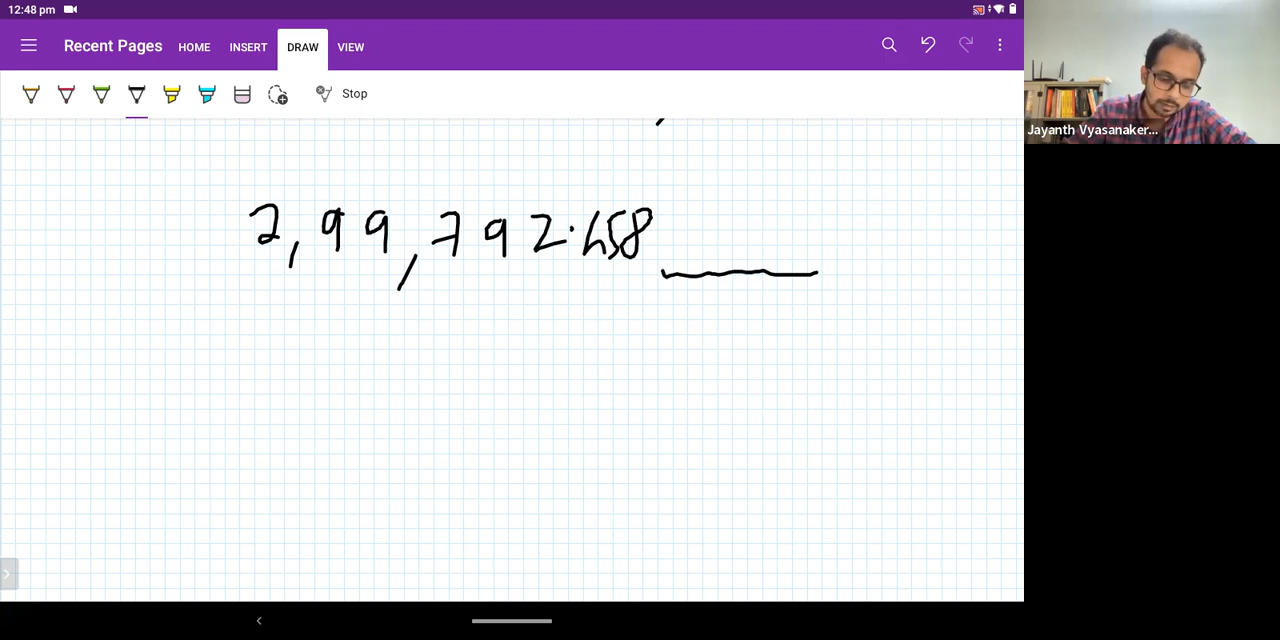 12:48 pm
Recent Pages HOME INSERT DRAW VIEW
Stop
2,99,792.458
Jayanth Vyasanaker...